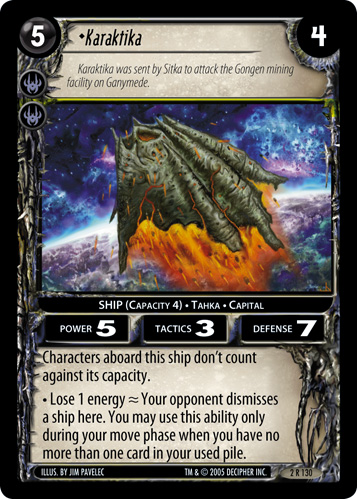 5 •Karaktika 4
Karaktika was sent by Sitka to attack the Gongen mining
facility on Ganymede.
SHIP (CAPACITY 4) • TAHKA • CAPITAL
POWER 5 TACTICS 3 DEFENSE 7
Characters aboard this ship don't count
against its capacity.
• Lose 1 energy ≈ Your opponent dismisses
a ship here. You may use this ability only
during your move phase when you have no
more than one card in your used pile.
ILLUS. BY JIM PAVELEC TM & © 2005 DECIPHER INC. 2 R 130